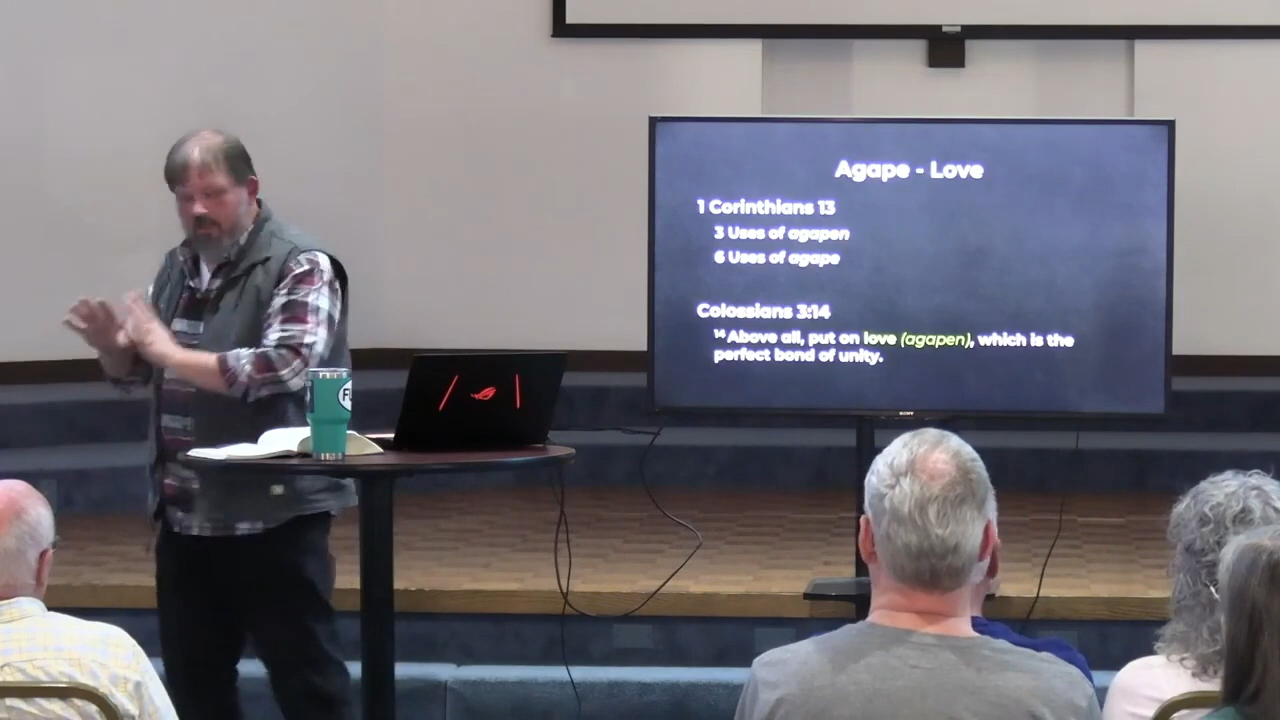 Agape - Love
1 Corinthians 13
3 Uses of agapen
6 Uses of agape
Colossians 3:14
14 Above all, put on love (agapen), which is the
perfect bond of unity.
SONY